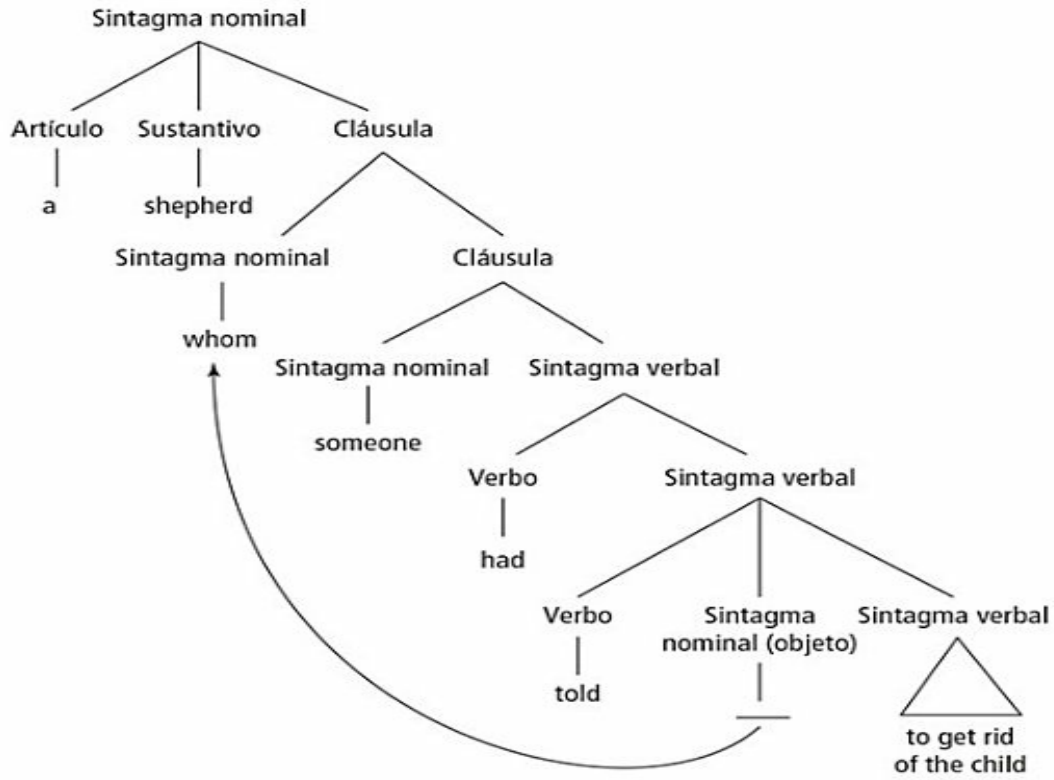 Sintagma nominal
Artículo Sustantivo Cláusula
a shepherd
Sintagma nominal Cláusula
whom
Sintagma nominal Sintagma verbal
someone
Verbo Sintagma verbal
had
Verbo Sintagma Sintagma verbal
nominal (objeto)
told
to get rid
of the child